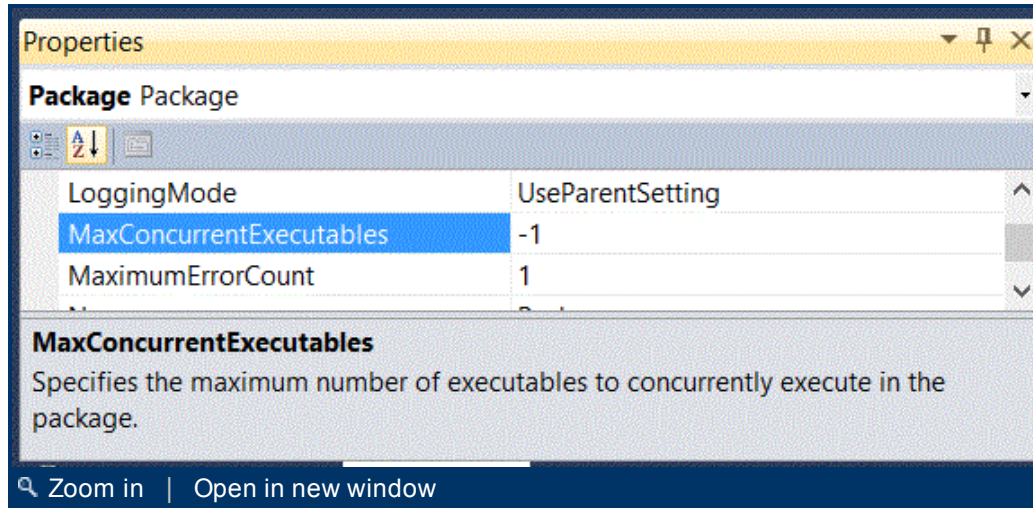 Properties
Package Package
LoggingMode UseParentSetting
MaxConcurrentExecutables -1
MaximumErrorCount 1
MaxConcurrentExecutables
Specifies the maximum number of executables to concurrently execute in the
package.
Zoom in | Open in new window